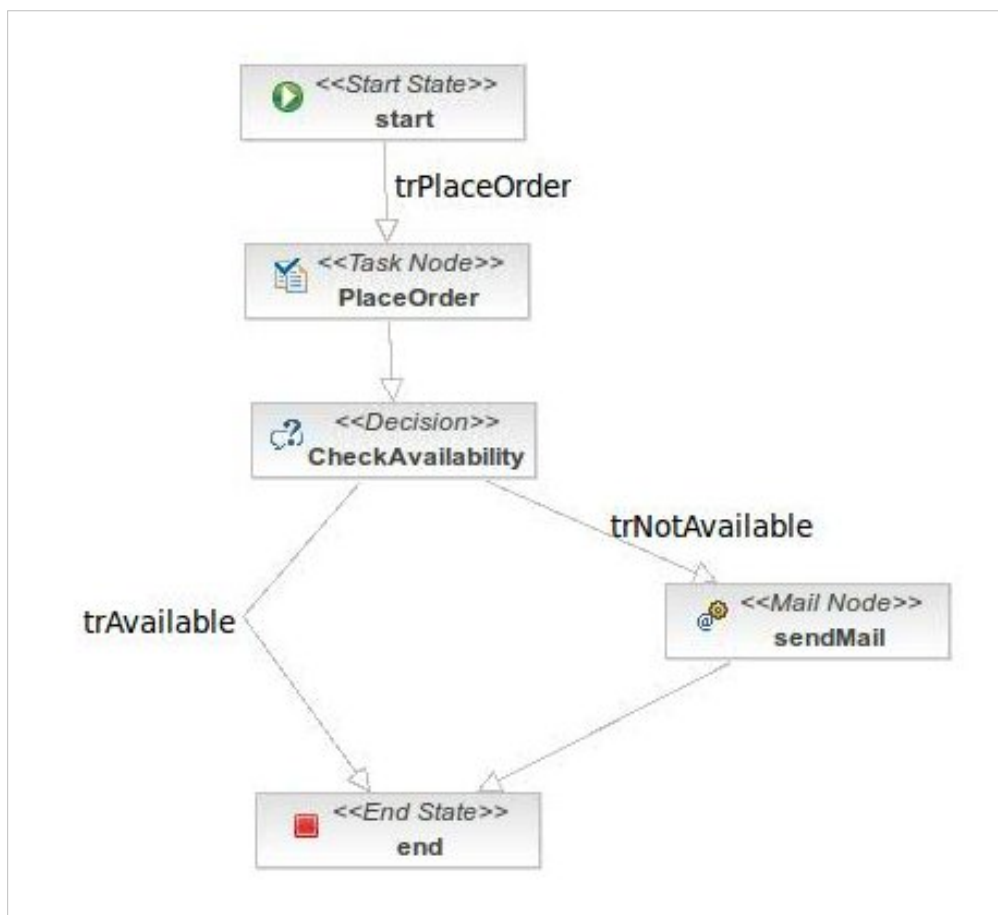 <<Start State>>
start
trPlaceOrder
<<Task Node>>
PlaceOrder
<<Decision>>
CheckAvailability
trNotAvailable
<<Mail Node>>
sendMail
trAvailable
<<End State>>
end